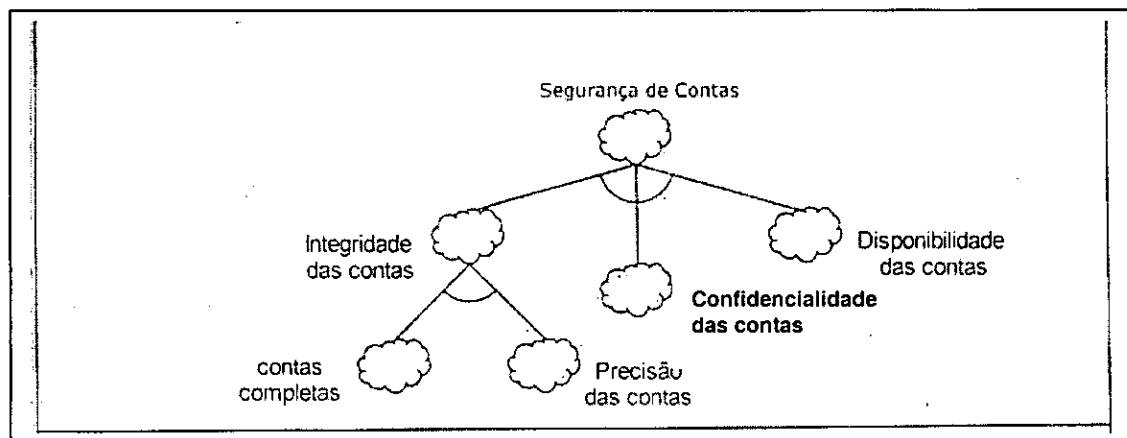 Segurança de Contas
Integridade
das contas
Disponibilidade
das contas
Confidencialidade
das contas
contas
completas
Precisão
das contas